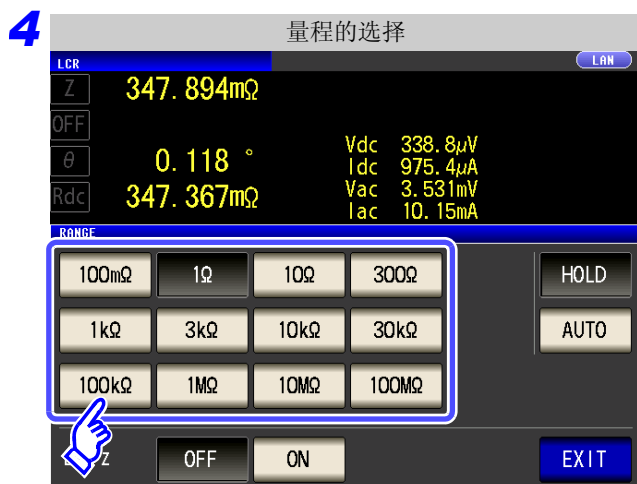 4
量程的选择
LCR
LAN
Z 347.894mΩ
OFF
θ 0.118 °
Rdc 347.367mΩ
Vdc 338.8μV
Idc 975.4μA
Vac 3.531mV
Iac 10.15mA
RANGE
100mΩ 1Ω 10Ω 300Ω HOLD
1kΩ 3kΩ 10kΩ 30kΩ AUTO
100kΩ 1MΩ 10MΩ 100MΩ
Z OFF ON EXIT